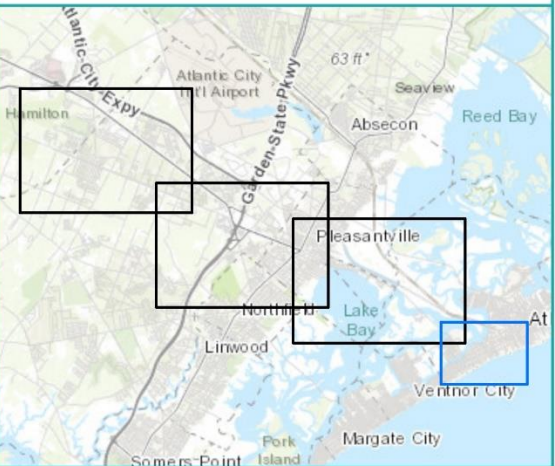 Atlantic-City-Expy
Garden-State-Pkwy
63 ft
Atlantic City
Int'l Airport
Seaview
Hamilton
Absecon
Reed Bay
Pleasantville
Northfield
Lake
Bay
At
Linwood
Ventnor City
Margate City
Park
Island
Somers Point